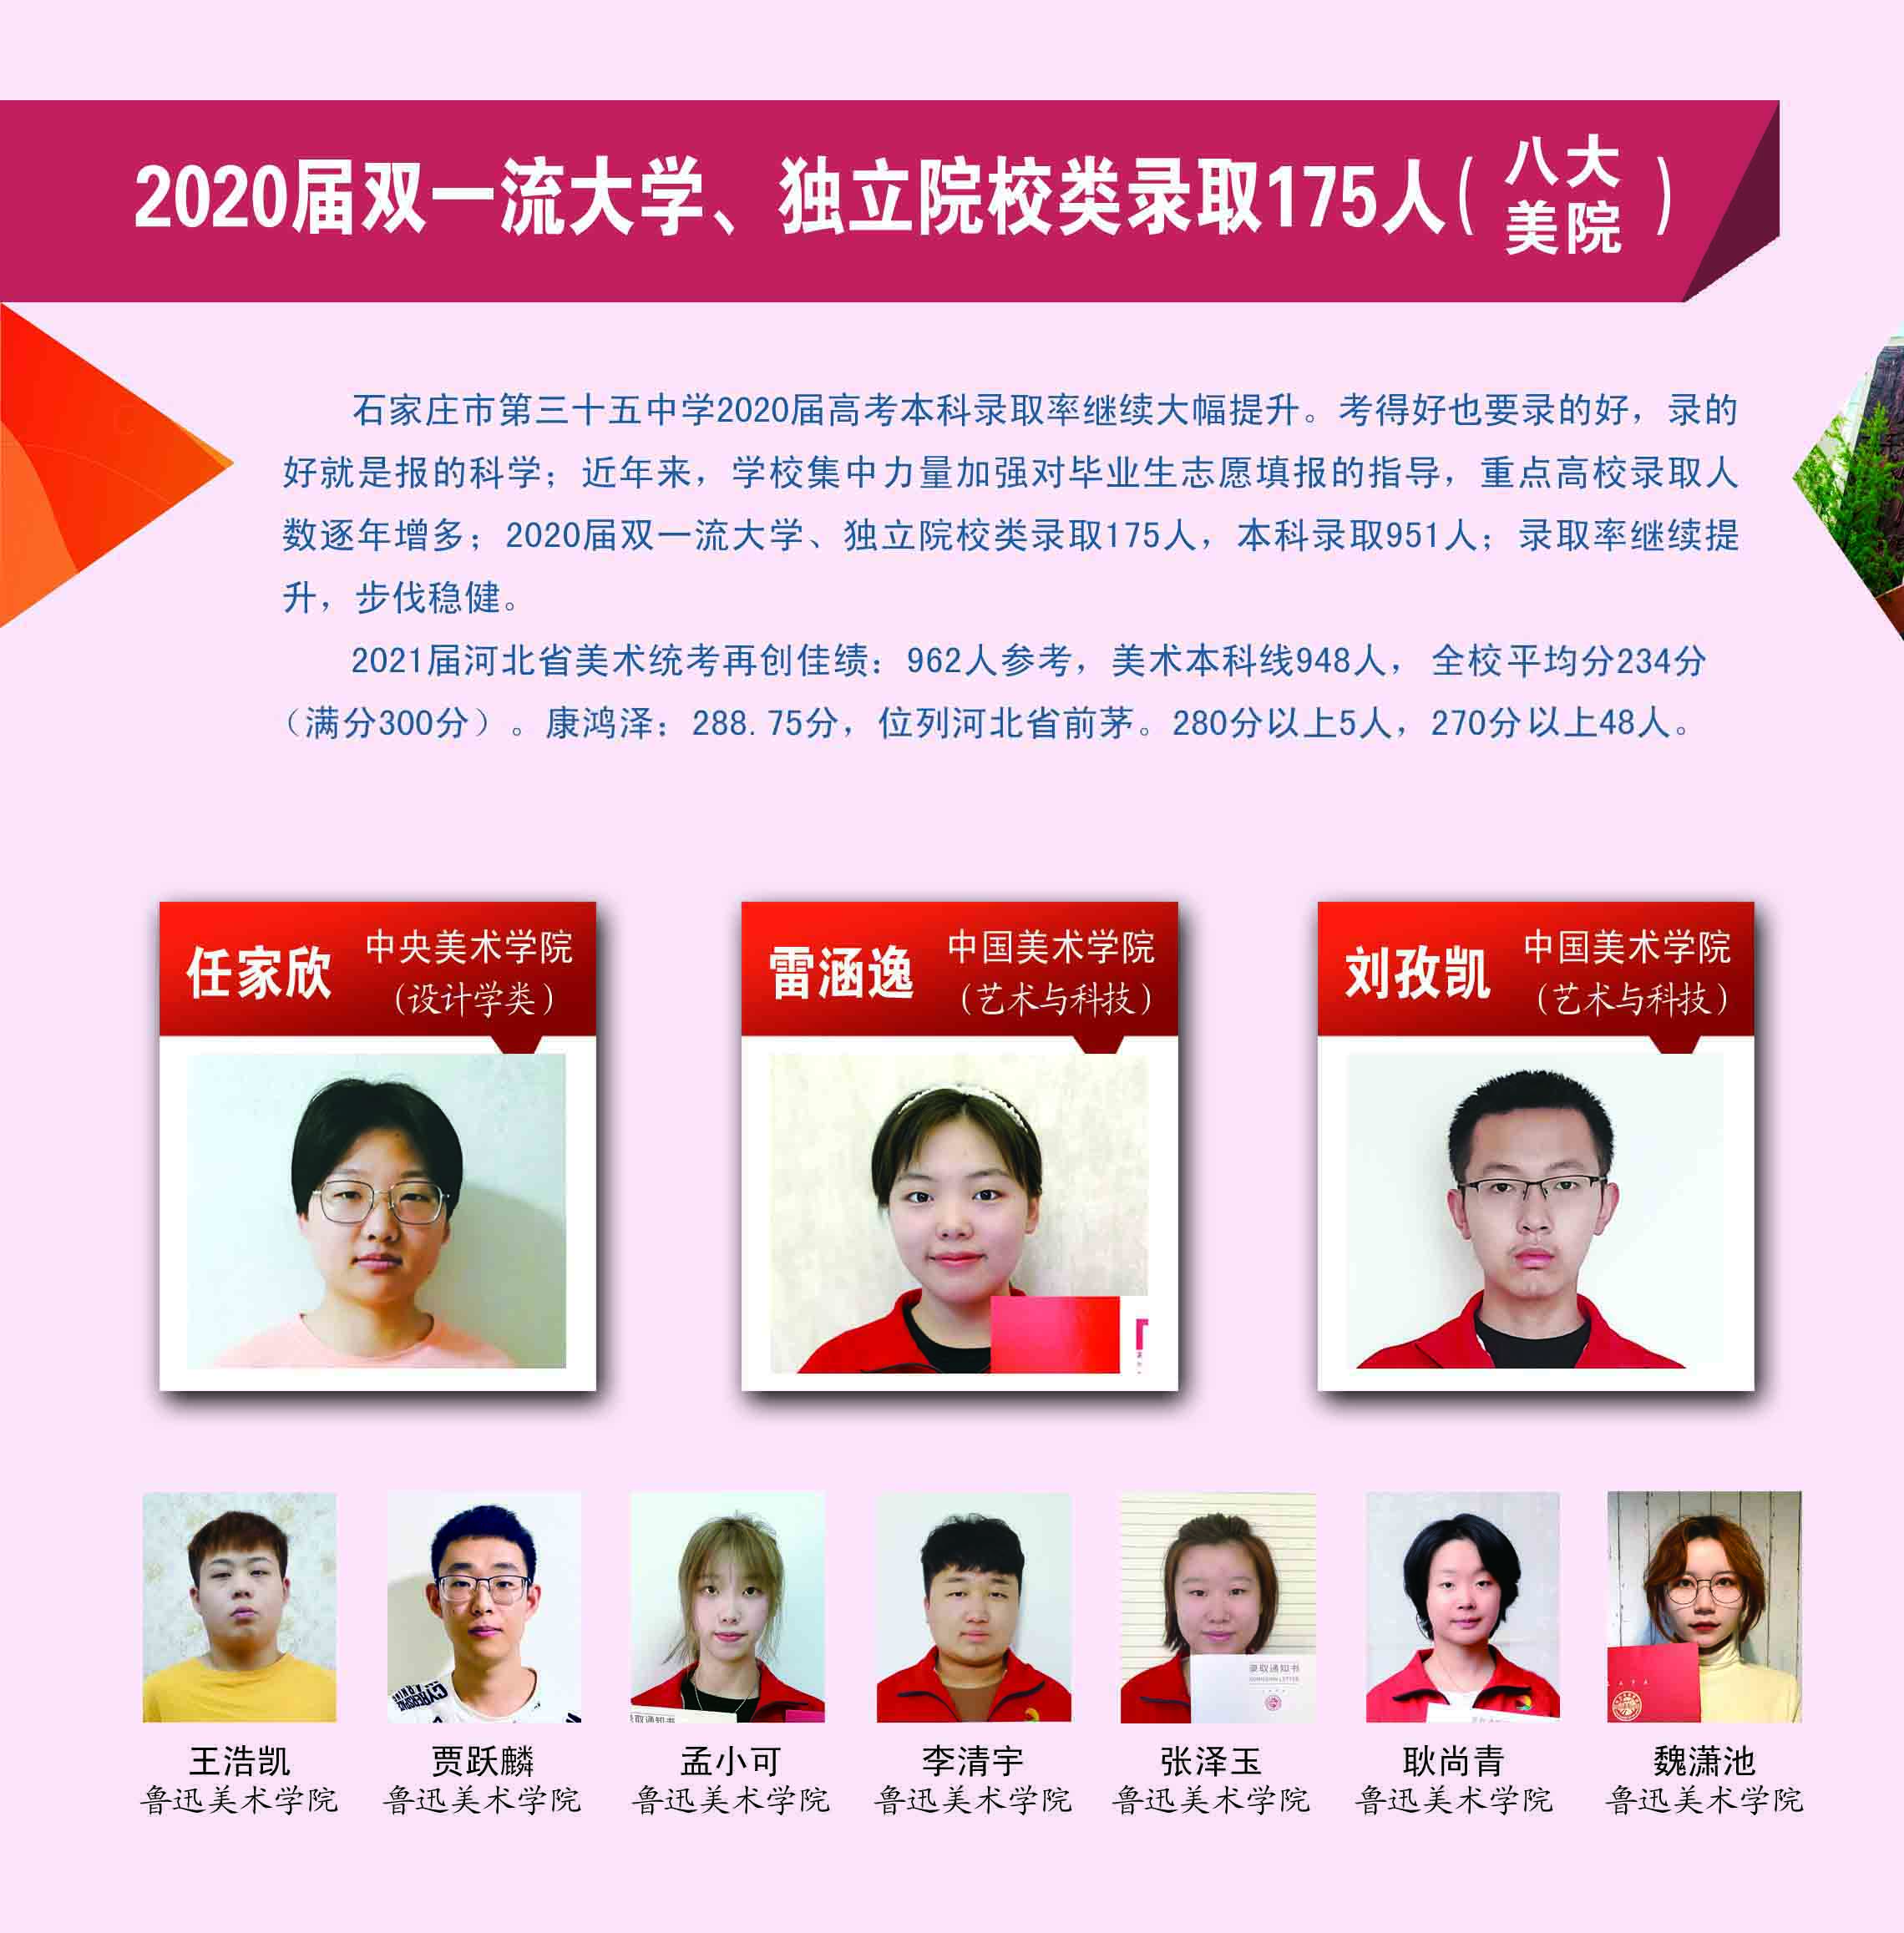 2020届双一流大学、独立院校类录取175人(八大美院)
石家庄市第三十五中学2020届高考本科录取率继续大幅提升。考得好也要录的好，录的
好就是报的科学；近年来，学校集中力量加强对毕业生志愿填报的指导，重点高校录取人
数逐年增多；2020届双一流大学、独立院校类录取175人，本科录取951人；录取率继续提
升，步伐稳健。
2021届河北省美术统考再创佳绩：962人参考，美术本科线948人，全校平均分234分
（满分300分）。康鸿泽：288.75分，位列河北省前茅。280分以上5人，270分以上48人。
任家欣
中央美术学院
（设计学类）
雷涵逸
中国美术学院
（艺术与科技）
刘孜凯
中国美术学院
（艺术与科技）
录取通知书
录取通知书
王浩凯
鲁迅美术学院
贾跃麟
鲁迅美术学院
孟小可
鲁迅美术学院
李清宇
鲁迅美术学院
张泽玉
鲁迅美术学院
耿尚青
鲁迅美术学院
魏潇池
鲁迅美术学院